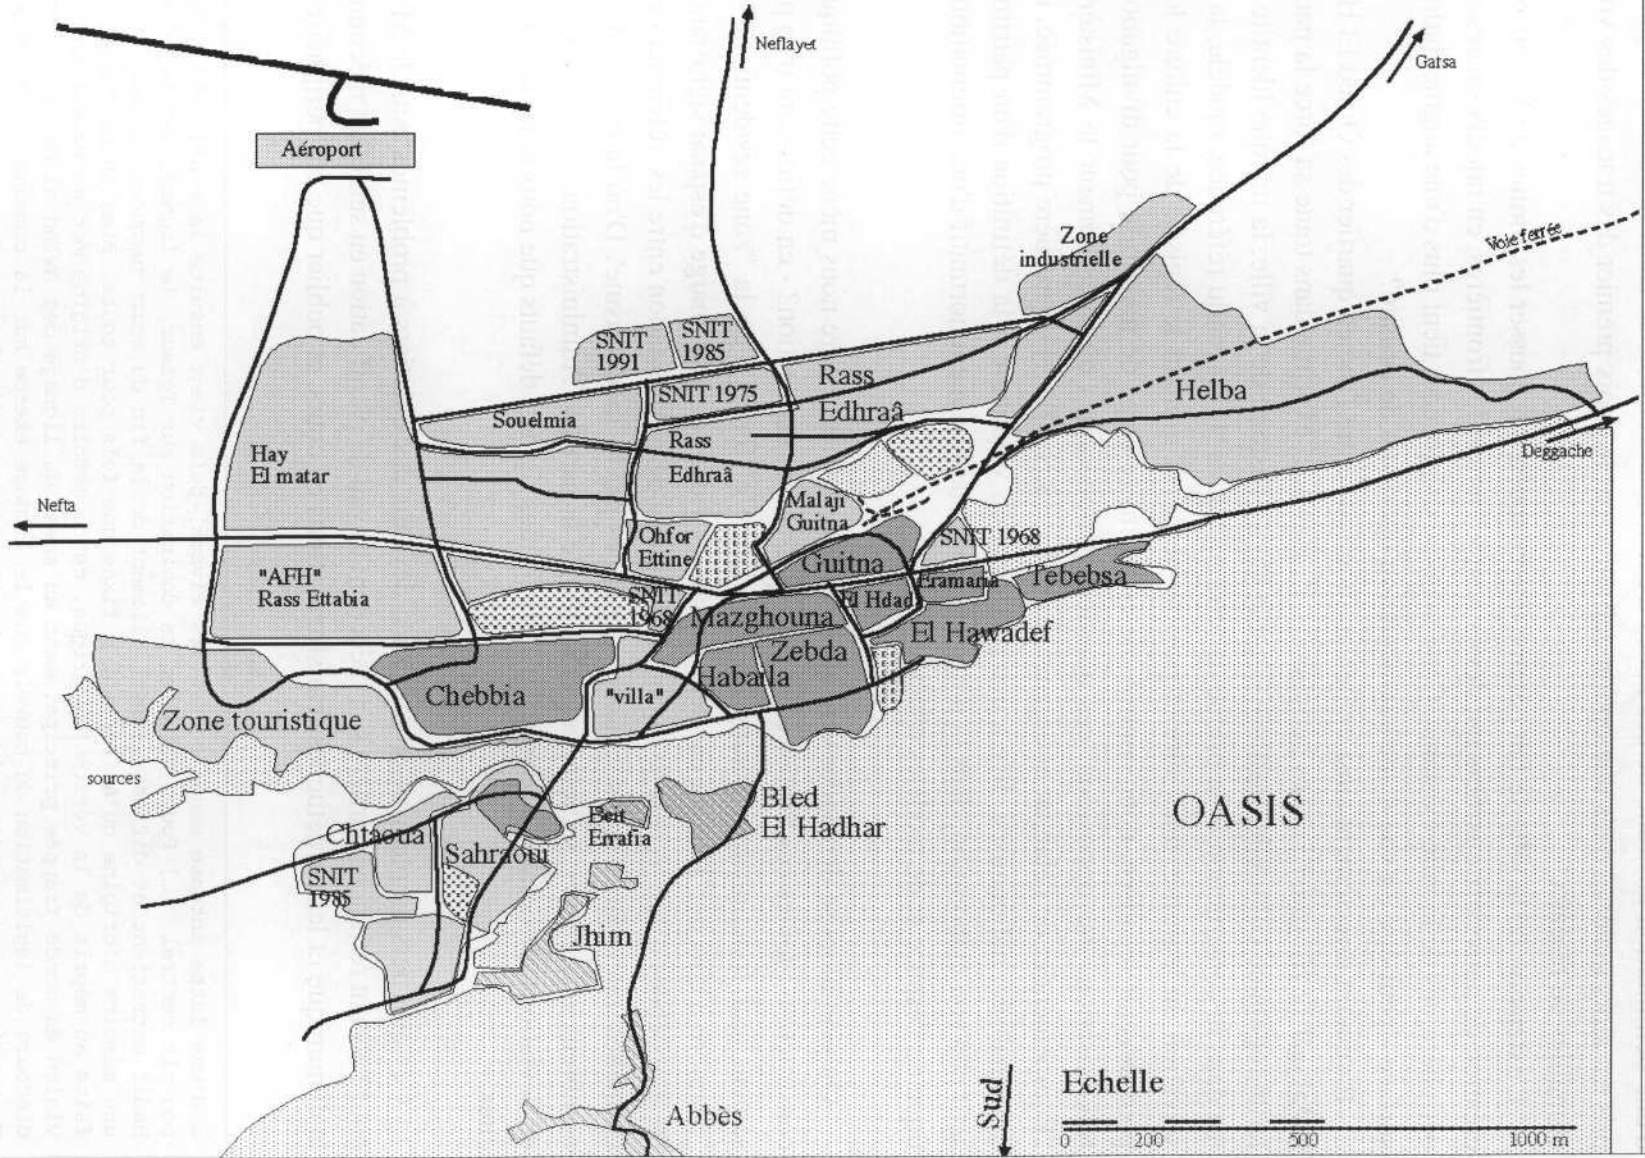 Neflayet
Gafsa
Aéroport
Zone
industrielle
Voie ferrée
SNIT
1991
SNIT
1985
SNIT 1975
Rass
Edhraâ
Helba
Souelmia
Rass
Edhraâ
Hay
El matar
Deggache
Nefta
Malaji
Guitna
Ohfor
Ettine
SNIT 1968
Guitna
"AFH"
Rass Ettabia
SNIT
1968
Eramaria
Tebebsa
El Hdad
Mazghouna
El Hawadef
Zebda
Habaila
Chebbia
"villa"
Zone touristique
sources
Bled
El Hadhar
Beit
Errafia
OASIS
Chtaoua
Sahraoui
SNIT
1985
Jhim
Abbès
Sud
Echelle
0 200 500 1000 m